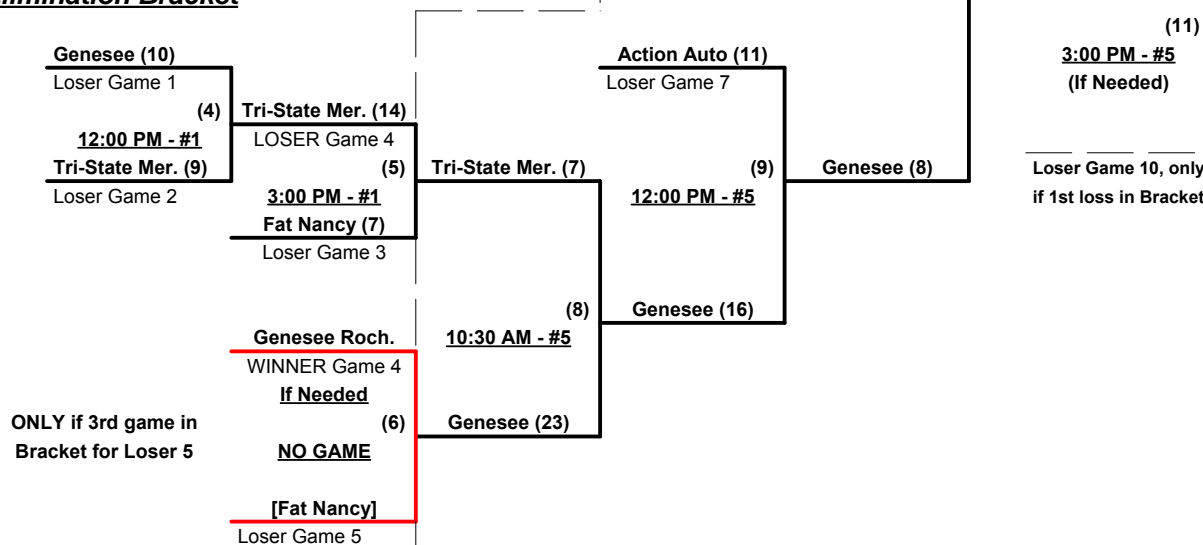 Elimination Bracket
(11)
Genesee (10)
Action Auto (11)
3:00 PM - #5
Loser Game 1
Loser Game 7
(If Needed)
(4)
Tri-State Mer. (14)
12:00 PM - #1
LOSER Game 4
Tri-State Mer. (9)
(5)
Tri-State Mer. (7)
(9)
Genesee (8)
Loser Game 10, only
Loser Game 2
3:00 PM - #1
12:00 PM - #5
if 1st loss in Bracket
Fat Nancy (7)
Loser Game 3
(8)
Genesee (16)
Genesee Roch.
10:30 AM - #5
WINNER Game 4
If Needed
ONLY if 3rd game in
(6)
Genesee (23)
Bracket for Loser 5
NO GAME
[Fat Nancy]
Loser Game 5